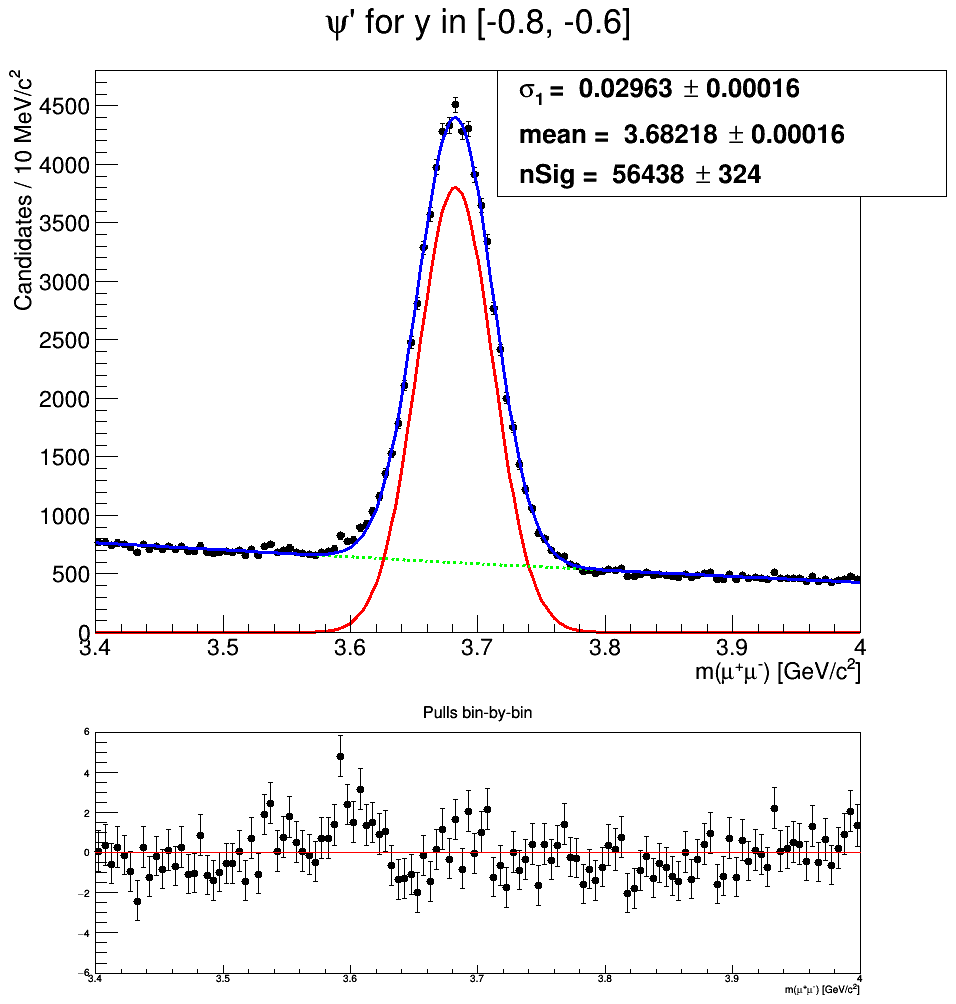 ψ' for y in [-0.8, -0.6]
Candidates / 10 MeV/c²
σ₁ = 0.02963 ± 0.00016
mean = 3.68218 ± 0.00016
nSig = 56438 ± 324
4500
4000
3500
3000
2500
2000
1500
1000
500
0
3.4 3.5 3.6 3.7 3.8 3.9 4
m(μ⁺μ⁻) [GeV/c²]
Pulls bin-by-bin
6
4
2
0
−2
−4
−6
3.4 3.5 3.6 3.7 3.8 3.9 4
m(μ⁺μ⁻) [GeV/c²]